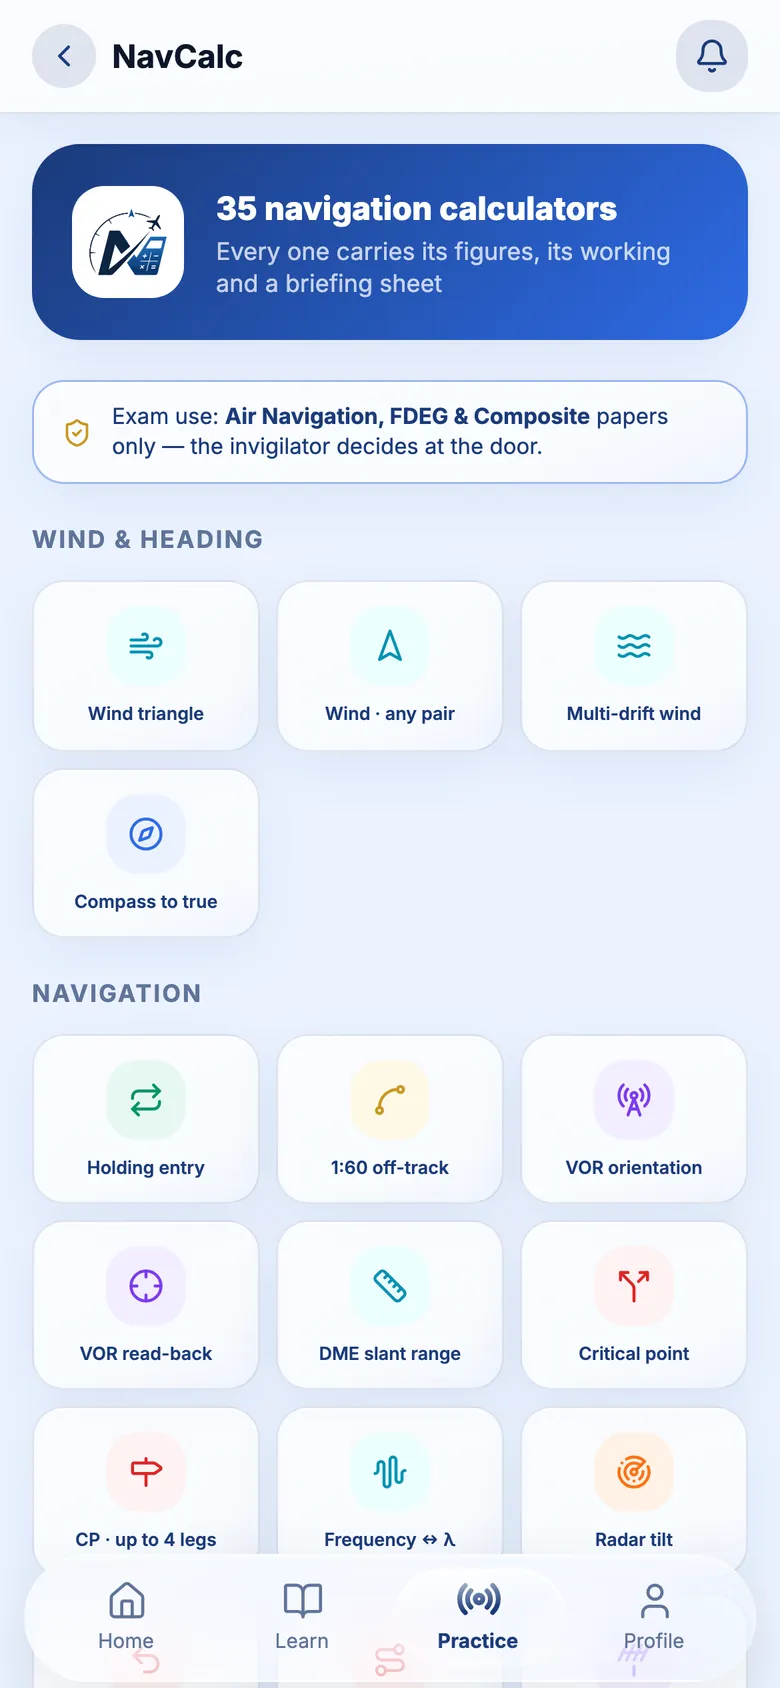 NavCalc
35 navigation calculators
Every one carries its figures, its working
and a briefing sheet
Exam use: Air Navigation, FDEG & Composite papers
only — the invigilator decides at the door.
WIND & HEADING
Wind triangle
Wind · any pair
Multi-drift wind
Compass to true
NAVIGATION
Holding entry
1:60 off-track
VOR orientation
VOR read-back
DME slant range
Critical point
CP · up to 4 legs
Frequency ↔ λ
Radar tilt
Home
Learn
Practice
Profile